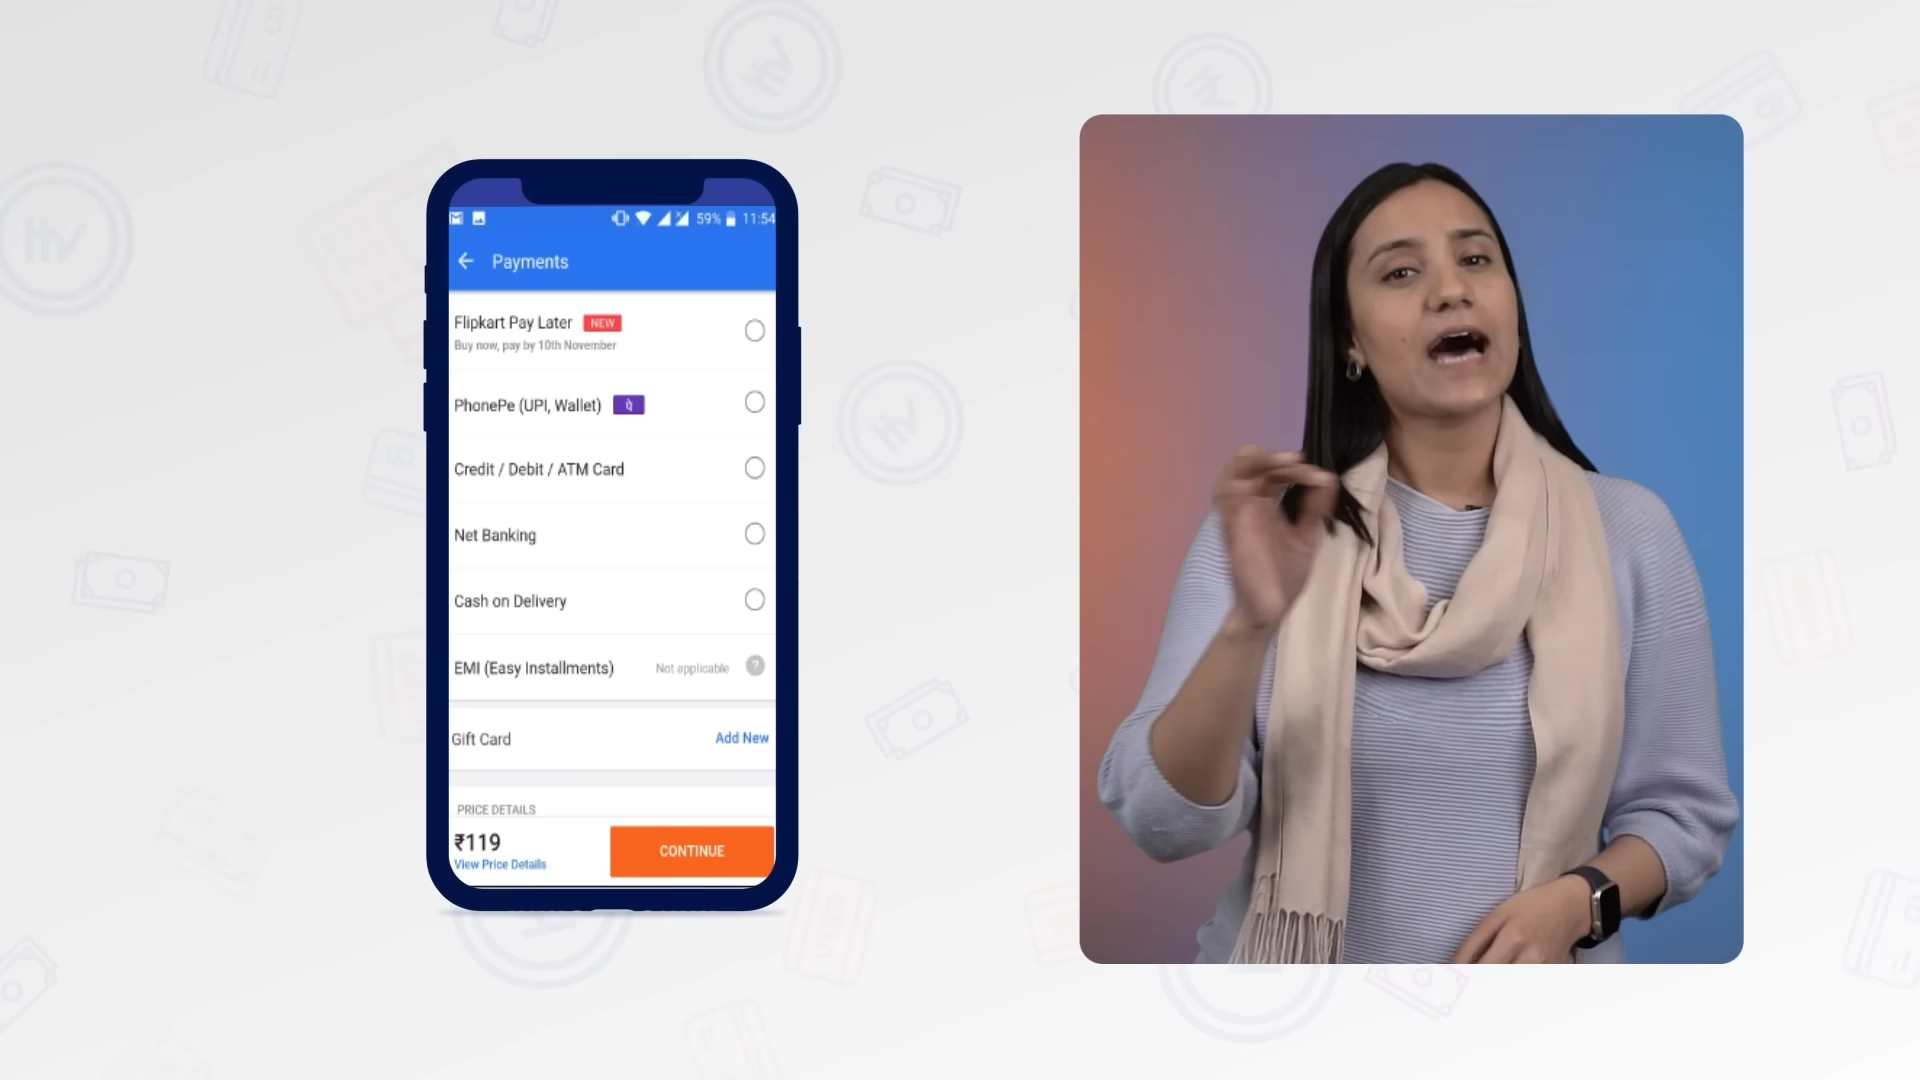 59% 11:54
Payments
Flipkart Pay Later NEW
Buy now, pay by 10th November
PhonePe (UPI, Wallet) पे
Credit / Debit / ATM Card
Net Banking
Cash on Delivery
EMI (Easy Installments) Not applicable ?
Gift Card Add New
PRICE DETAILS
₹119
View Price Details CONTINUE